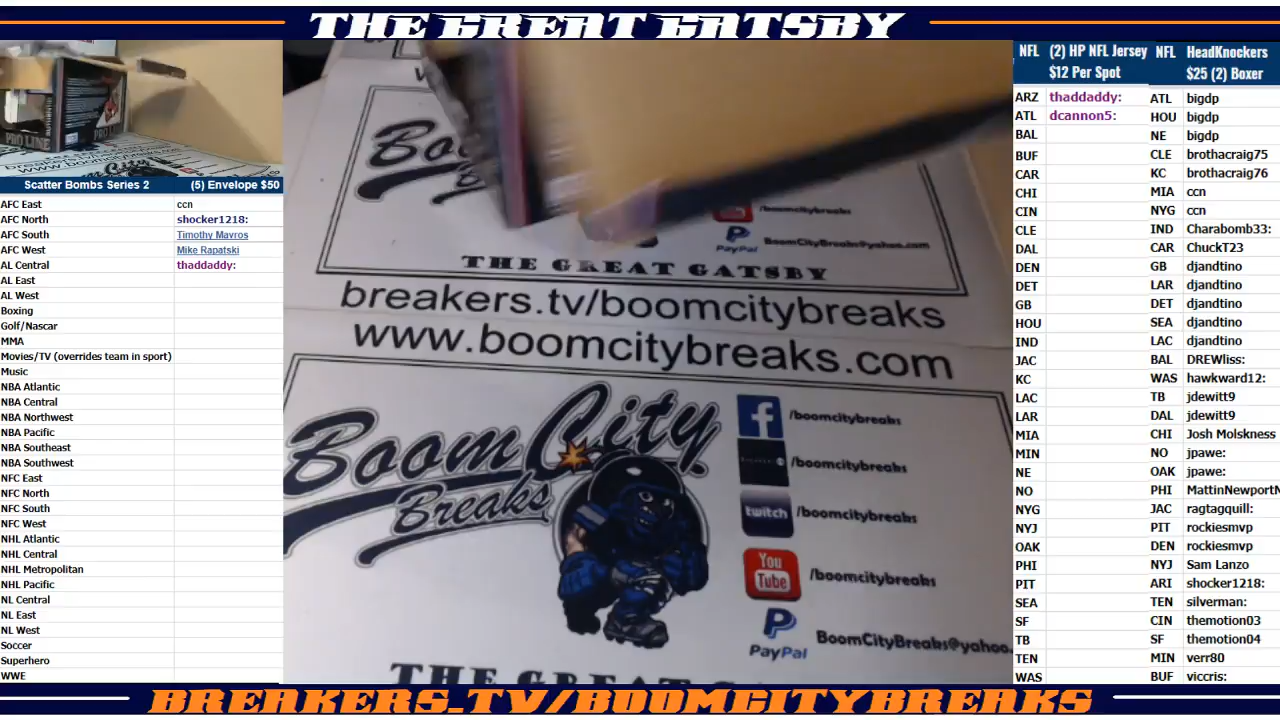 THE GREAT GATSBY
PRO LINE
PRO L
Scatter Bombs Series 2 (5) Envelope $50
AFC East ccn
AFC North shocker1218:
AFC South Timothy Mavros
AFC West Mike Rapatski
AL Central thaddaddy:
AL East
AL West
Boxing
Golf/Nascar
MMA
Movies/TV (overrides team in sport)
Music
NBA Atlantic
NBA Central
NBA Northwest
NBA Pacific
NBA Southeast
NBA Southwest
NFC East
NFC North
NFC South
NFC West
NHL Atlantic
NHL Central
NHL Metropolitan
NHL Pacific
NL Central
NL East
NL West
Soccer
Superhero
WWE
/boomcitybreaks
PayPal BoomCityBreaks@yahoo.com
THE GREAT GATSBY
breakers.tv/boomcitybreaks
www.boomcitybreaks.com
Boom City
Breaks
f /boomcitybreaks
/boomcitybreaks
twitch /boomcitybreaks
You Tube /boomcitybreaks
PayPal BoomCityBreaks@yahoo.
THE GREAT GA
NFL (2) HP NFL Jersey
$12 Per Spot
ARZ thaddaddy:
ATL dcannon5:
BAL
BUF
CAR
CHI
CIN
CLE
DAL
DEN
DET
GB
HOU
IND
JAC
KC
LAC
LAR
MIA
MIN
NE
NO
NYG
NYJ
OAK
PHI
PIT
SEA
SF
TB
TEN
WAS
NFL HeadKnockers
$25 (2) Boxer
ATL bigdp
HOU bigdp
NE bigdp
CLE brothacraig75
KC brothacraig76
MIA ccn
NYG ccn
IND Charabomb33:
CAR ChuckT23
GB djandtino
LAR djandtino
DET djandtino
SEA djandtino
LAC djandtino
BAL DREWliss:
WAS hawkward12:
TB jdewitt9
DAL jdewitt9
CHI Josh Molskness
NO jpawe:
OAK jpawe:
PHI MattinNewportN
JAC ragtagquill:
PIT rockiesmvp
DEN rockiesmvp
NYJ Sam Lanzo
ARI shocker1218:
TEN silverman:
CIN themotion03
SF themotion04
MIN verr80
BUF viccris:
BREAKERS.TV/BOOMCITYBREAKS